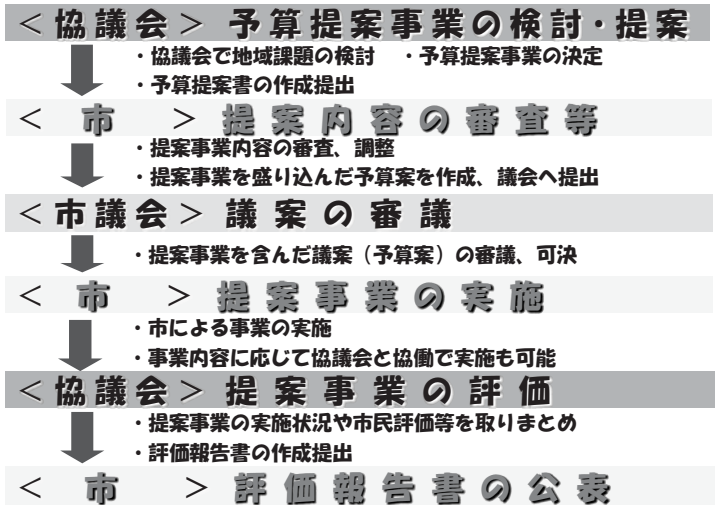 ＜協議会＞ 予算提案事業の検討・提案
・協議会で地域課題の検討　・予算提案事業の決定
・予算提案書の作成提出
＜　市　＞ 提案内容の審査等
・提案事業内容の審査、調整
・提案事業を盛り込んだ予算案を作成、議会へ提出
＜市議会＞ 議案の審議
・提案事業を含んだ議案（予算案）の審議、可決
＜　市　＞ 提案事業の実施
・市による事業の実施
・事業内容に応じて協議会と協働で実施も可能
＜協議会＞ 提案事業の評価
・提案事業の実施状況や市民評価等を取りまとめ
・評価報告書の作成提出
＜　市　＞ 評価報告書の公表